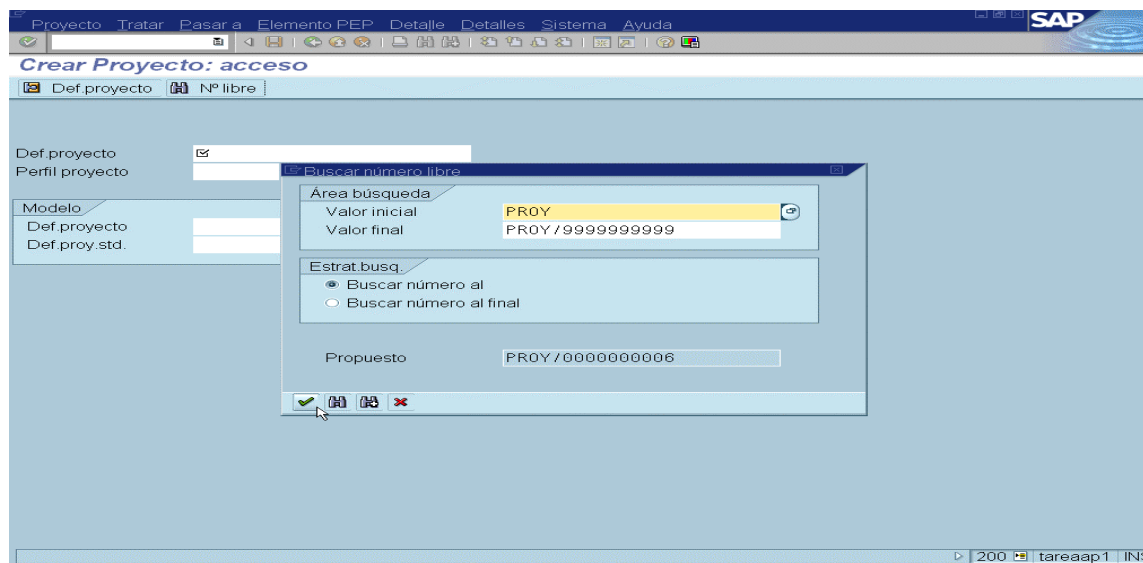 Proyecto Tratar Pasar a Elemento PEP Detalle Detalles Sistema Ayuda
SAP
Crear Proyecto: acceso
Def.proyecto Nº libre
Def.proyecto
Perfil proyecto
Modelo
Def.proyecto
Def.proy.std.
Buscar número libre
Área búsqueda
Valor inicial PROY
Valor final PROY/9999999999
Estrat.busq.
Buscar número al
Buscar número al final
Propuesto PROY/0000000006
200 tareaap1 INS